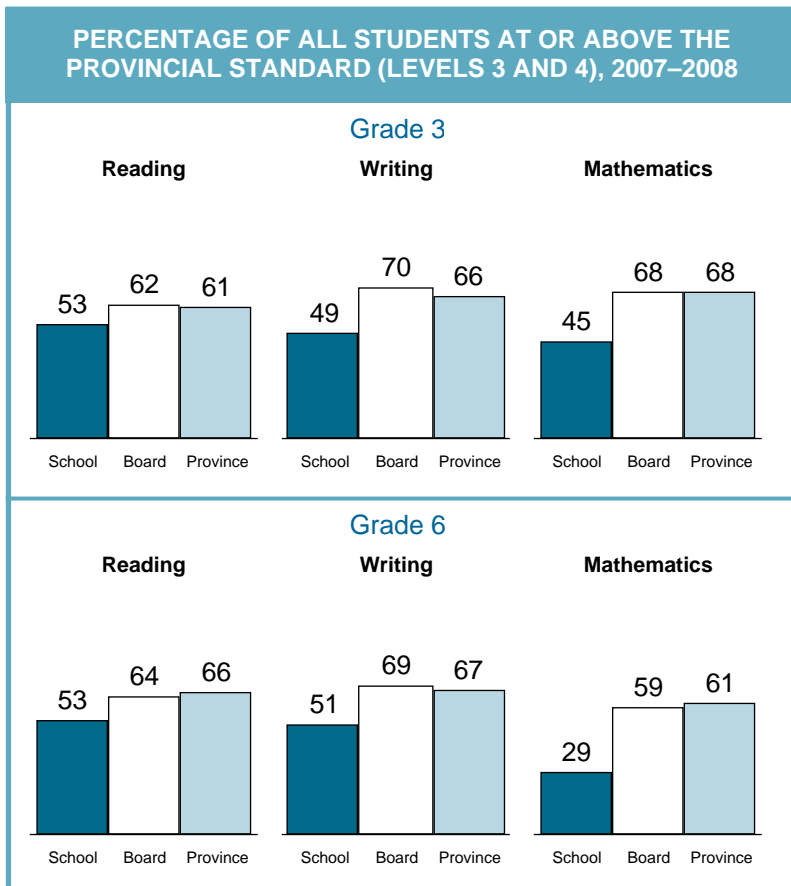 PERCENTAGE OF ALL STUDENTS AT OR ABOVE THE
PROVINCIAL STANDARD (LEVELS 3 AND 4), 2007–2008
Grade 3
Reading Writing Mathematics
53 62 61 49 70 66 45 68 68
School Board Province School Board Province School Board Province
Grade 6
Reading Writing Mathematics
53 64 66 51 69 67 29 59 61
School Board Province School Board Province School Board Province